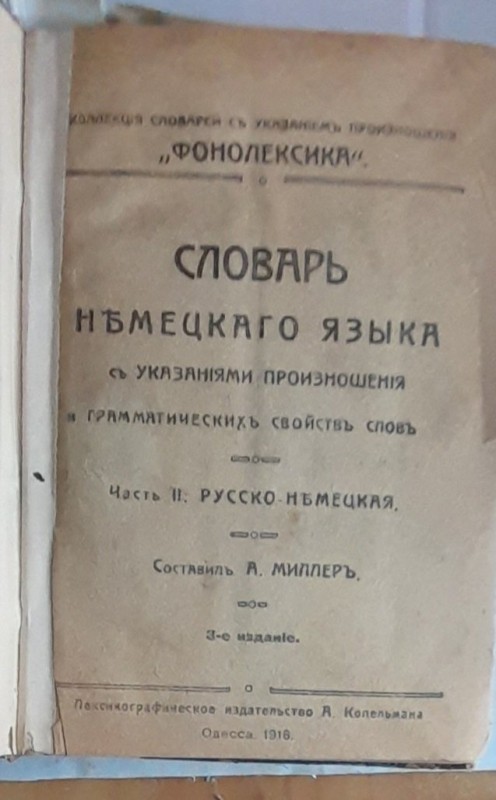 КОЛЛЕКЦІЯ СЛОВАРЕЙ СЪ УКАЗАНІЕМЪ ПРОИЗНОШЕНІЯ
„ФОНОЛЕКСИКА“.
СЛОВАРЬ
НѢМЕЦКАГО ЯЗЫКА
съ УКАЗАНІЯМИ ПРОИЗНОШЕНІЯ
и ГРАММАТИЧЕСКИХЪ СВОЙСТВЪ СЛОВЪ
Часть II. РУССКО-НѢМЕЦКАЯ.
Составилъ А. МИЛЛЕРЪ.
3-е изданіе.
Лексикографическое издательство А. Копельмана
Одесса. 1916.